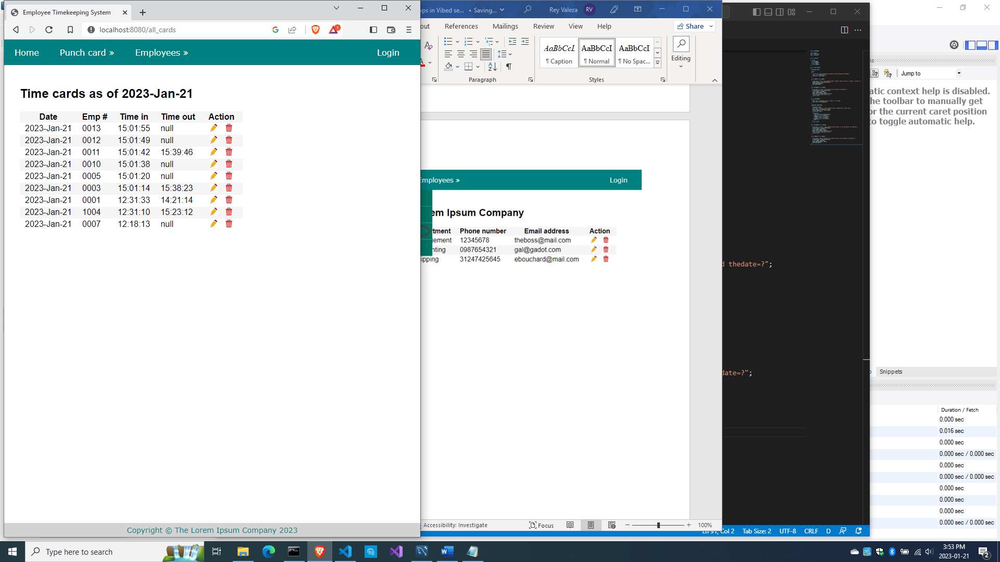 Employee Timekeeping System
localhost:8080/all_cards
1
Home
Punch card »
Employees »
Login
Time cards as of 2023-Jan-21
Date Emp # Time in Time out Action
2023-Jan-21 0013 15:01:55 null
2023-Jan-21 0012 15:01:49 null
2023-Jan-21 0011 15:01:42 15:39:46
2023-Jan-21 0010 15:01:38 null
2023-Jan-21 0005 15:01:20 null
2023-Jan-21 0003 15:01:14 15:38:23
2023-Jan-21 0001 12:31:33 14:21:14
2023-Jan-21 1004 12:31:10 15:23:12
2023-Jan-21 0007 12:18:13 null
Copyright © The Lorem Ipsum Company 2023
ops in Vibed se... • Saving...
Rey Valeza RV
out References Mailings Review View Help
Share
AaBbCcL AaBbCcI AaBbCcI
¶ Caption ¶ Normal ¶ No Spac...
Editing
Paragraph
Styles
Employees »
Login
em Ipsum Company
rtment Phone number Email address Action
gement 12345678 theboss@mail.com
nting 0987654321 gal@gadot.com
ipping 31247425645 ebouchard@mail.com
Accessibility: Investigate
Focus
100%
d thedate=?";
date=?";
Ln 91, Col 2 Tab Size: 2 UTF-8 CRLF D
ns
Jump to
atic context help is disabled.
he toolbar to manually get
or the current caret position
to toggle automatic help.
p Snippets
Duration / Fetch
0.000 sec
0.016 sec
0.000 sec
0.000 sec / 0.000 sec
0.000 sec
0.000 sec / 0.000 sec
0.000 sec
0.000 sec
0.000 sec
0.000 sec / 0.000 sec
Type here to search
3:53 PM
2023-01-21
2